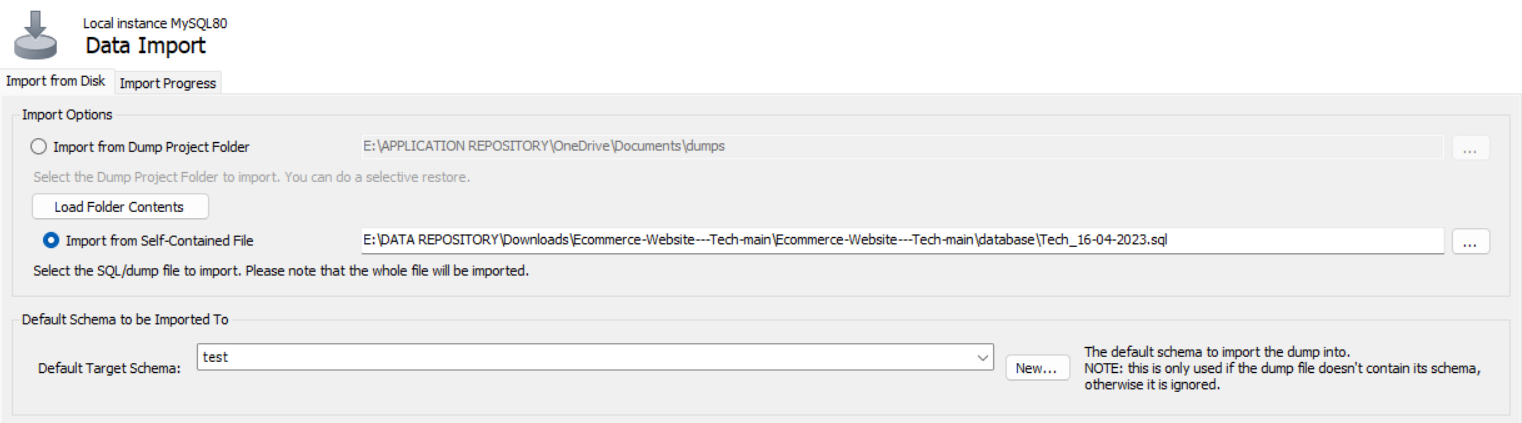 Local instance MySQL80
Data Import
Import from Disk
Import Progress
Import Options
Import from Dump Project Folder
E:\APPLICATION REPOSITORY\OneDrive\Documents\dumps
...
Select the Dump Project Folder to import. You can do a selective restore.
Load Folder Contents
Import from Self-Contained File
E:\DATA REPOSITORY\Downloads\Ecommerce-Website---Tech-main\Ecommerce-Website---Tech-main\database\Tech_16-04-2023.sql
...
Select the SQL/dump file to import. Please note that the whole file will be imported.
Default Schema to be Imported To
Default Target Schema:
test
New...
The default schema to import the dump into.
NOTE: this is only used if the dump file doesn't contain its schema,
otherwise it is ignored.